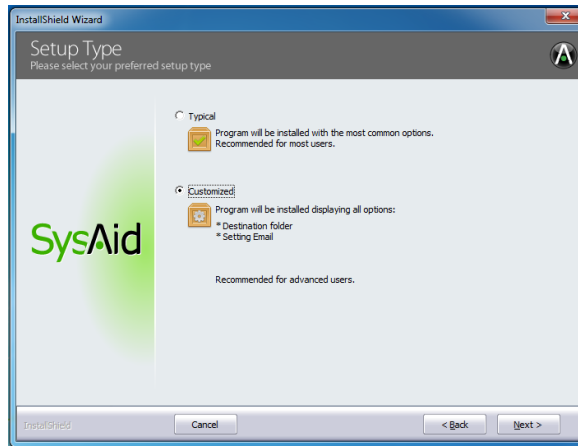 InstallShield Wizard
Setup Type
Please select your preferred setup type
Typical
Program will be installed with the most common options.
Recommended for most users.
Customized
Program will be installed displaying all options:
* Destination folder
* Setting Email
SysAid
Recommended for advanced users.
InstallShield
Cancel
< Back
Next >